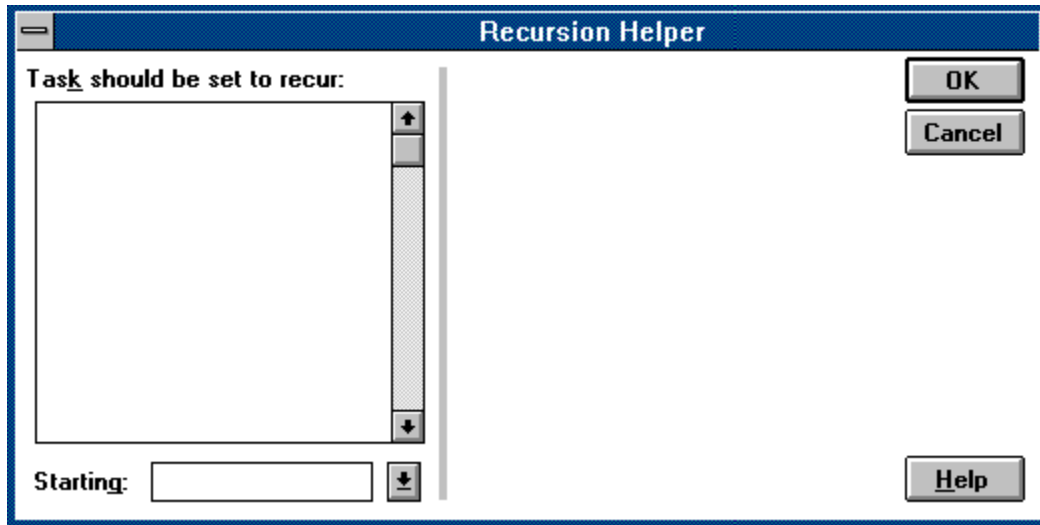 Recursion Helper
Task should be set to recur:
OK
Cancel
Starting:
Help